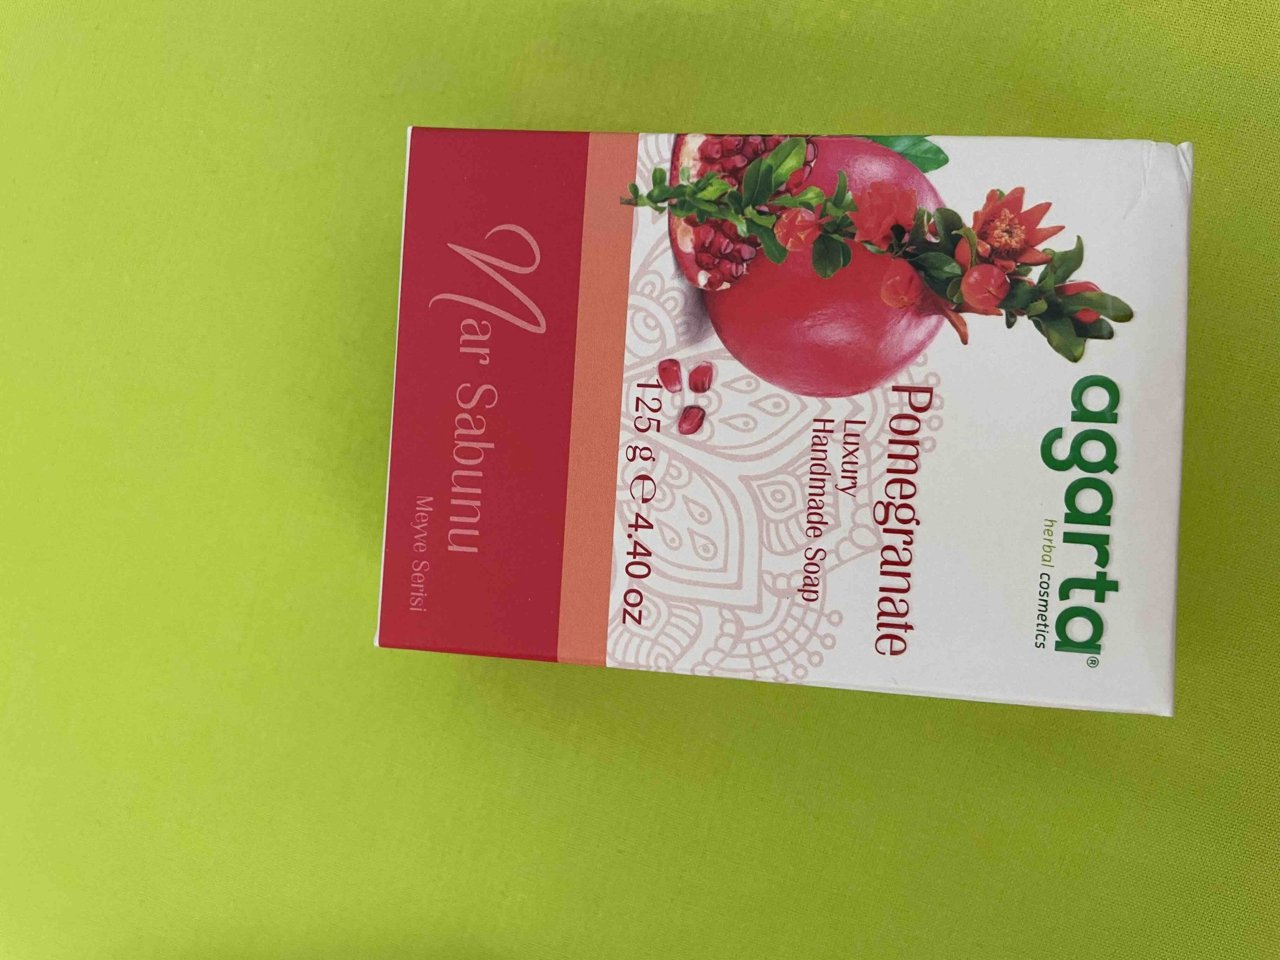 agarta®
herbal cosmetics
Pomegranate
Luxury
Handmade Soap
125 g ℮ 4.40 oz
Nar Sabunu
Meyve Serisi